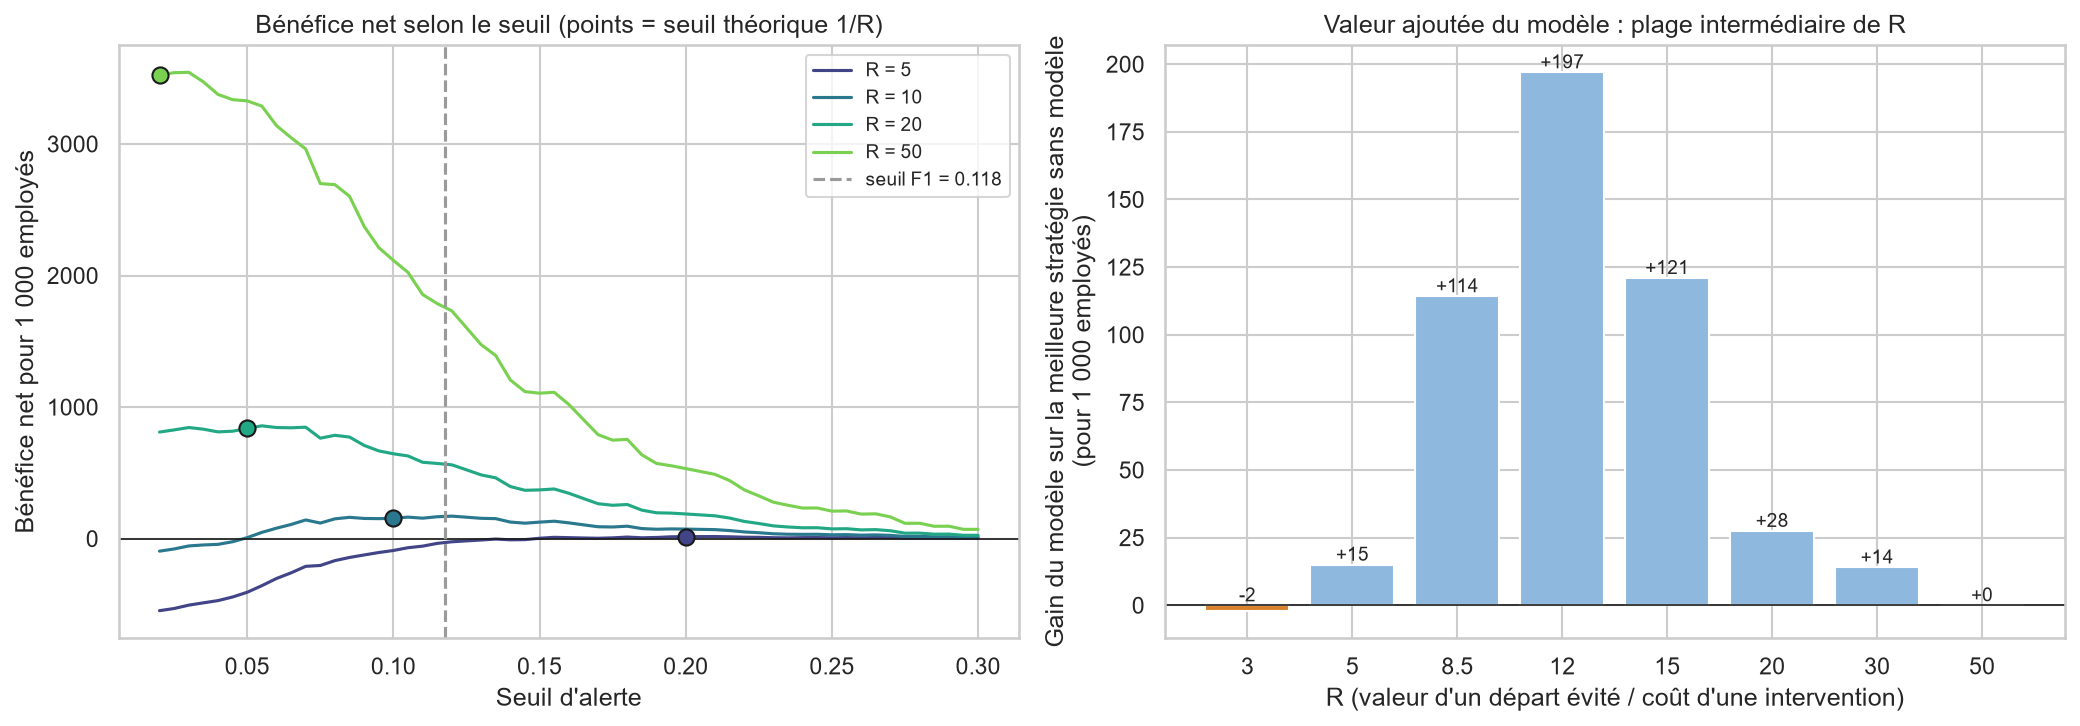 Bénéfice net selon le seuil (points = seuil théorique 1/R)
Bénéfice net pour 1 000 employés
3000
2000
1000
0
R = 5
R = 10
R = 20
R = 50
seuil F1 = 0.118
0.05 0.10 0.15 0.20 0.25 0.30
Seuil d'alerte
Valeur ajoutée du modèle : plage intermédiaire de R
Gain du modèle sur la meilleure stratégie sans modèle
(pour 1 000 employés)
200
175
150
125
100
75
50
25
0
-2
+15
+114
+197
+121
+28
+14
+0
3 5 8.5 12 15 20 30 50
R (valeur d'un départ évité / coût d'une intervention)